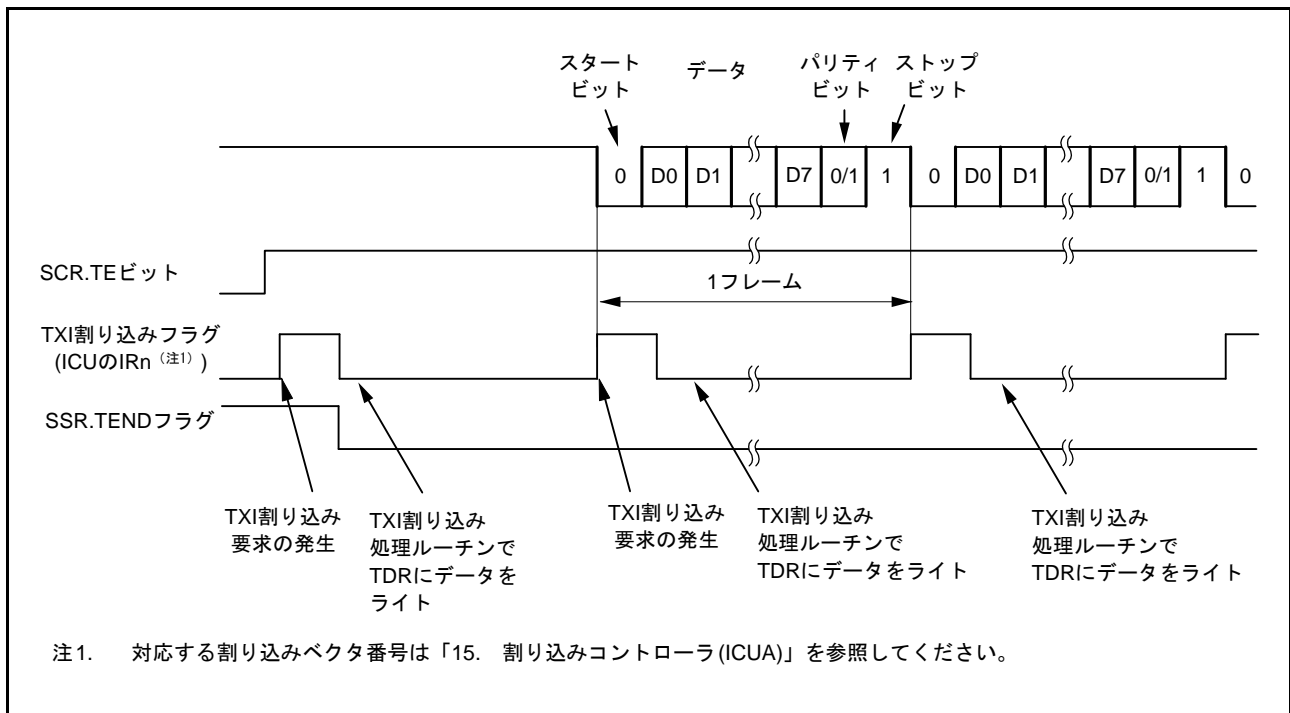 スタート
ビット
データ
パリティ
ビット
ストップ
ビット
0 D0 D1 D7 0/1 1 0 D0 D1 D7 0/1 1 0
SCR.TEビット
1フレーム
TXI割り込みフラグ
(ICUのIRn（注1）)
SSR.TENDフラグ
TXI割り込み
要求の発生
TXI割り込み
処理ルーチンで
TDRにデータを
ライト
TXI割り込み
要求の発生
TXI割り込み
処理ルーチンで
TDRにデータをライト
TXI割り込み
処理ルーチンで
TDRにデータをライト
注1. 対応する割り込みベクタ番号は「15. 割り込みコントローラ(ICUA)」を参照してください。